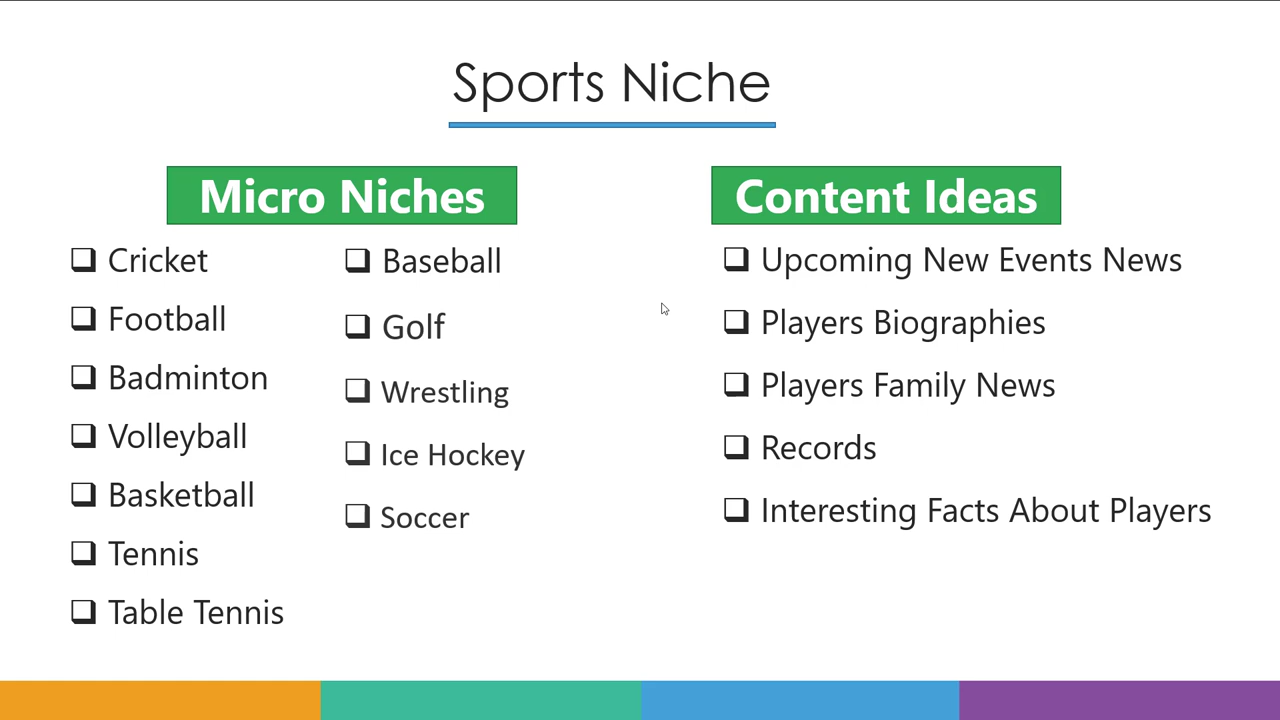 Sports Niche
Micro Niches
Cricket
Football
Badminton
Volleyball
Basketball
Tennis
Table Tennis
Baseball
Golf
Wrestling
Ice Hockey
Soccer
Content Ideas
Upcoming New Events News
Players Biographies
Players Family News
Records
Interesting Facts About Players